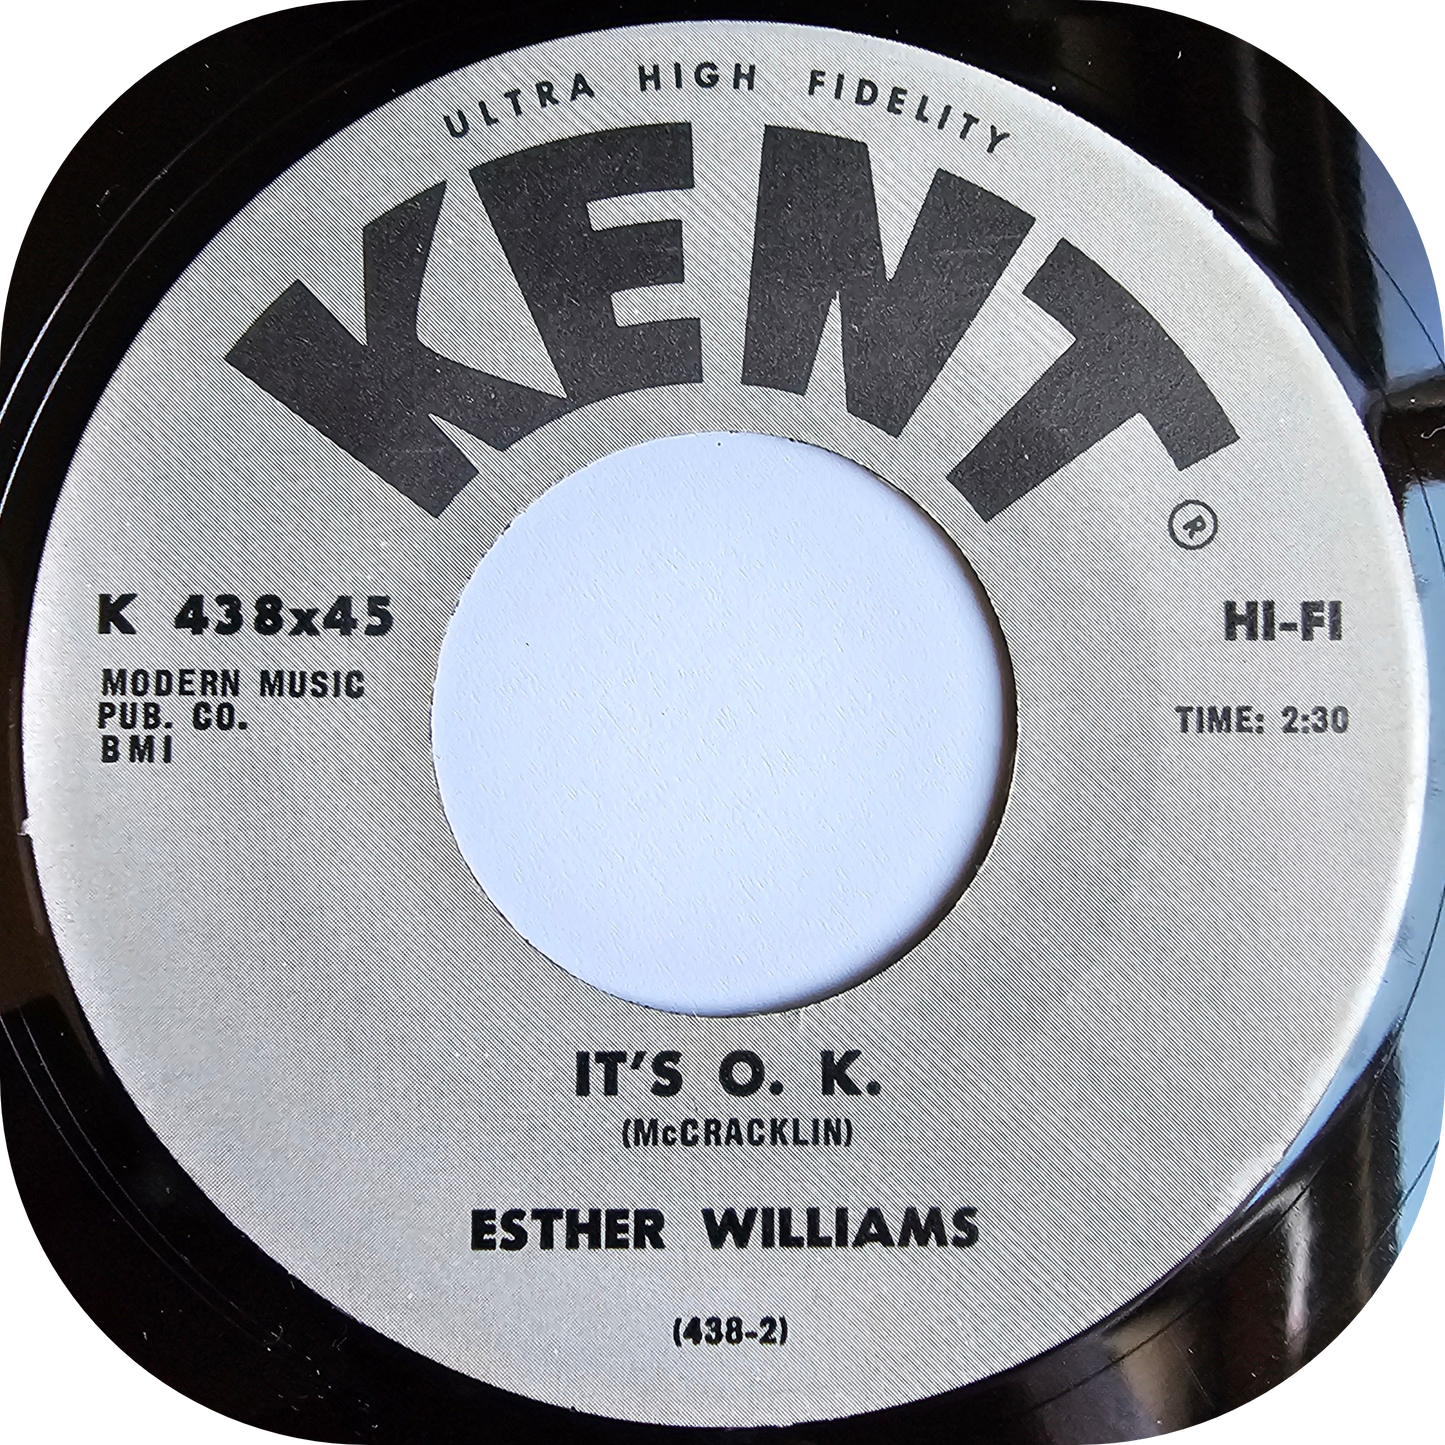 ULTRA HIGH FIDELITY
KENT
®
K 438x45
MODERN MUSIC
PUB. CO.
BMI
HI-FI
TIME: 2:30
IT'S O. K.
(McCRACKLIN)
ESTHER WILLIAMS
(438-2)